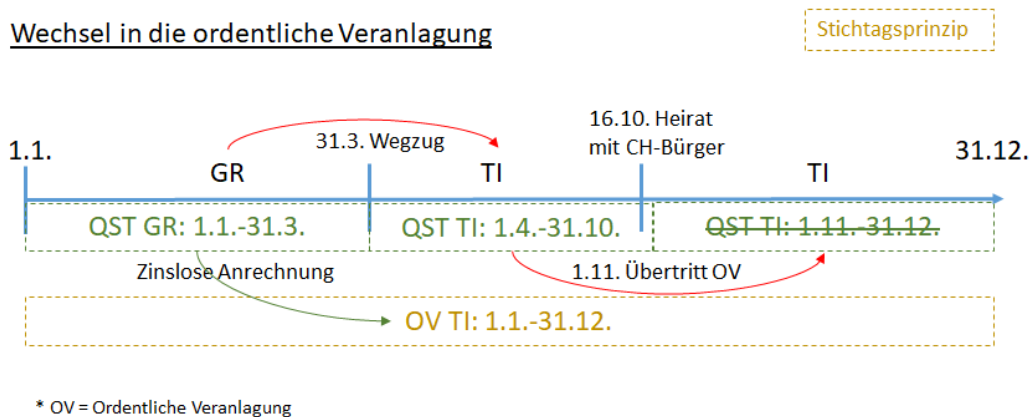 Wechsel in die ordentliche Veranlagung
Stichtagsprinzip
1.1.
GR
31.3. Wegzug
TI
16.10. Heirat
mit CH-Bürger
TI
31.12.
QST GR: 1.1.-31.3.
QST TI: 1.4.-31.10.
QST TI: 1.11.-31.12.
Zinslose Anrechnung
1.11. Übertritt OV
OV TI: 1.1.-31.12.
* OV = Ordentliche Veranlagung